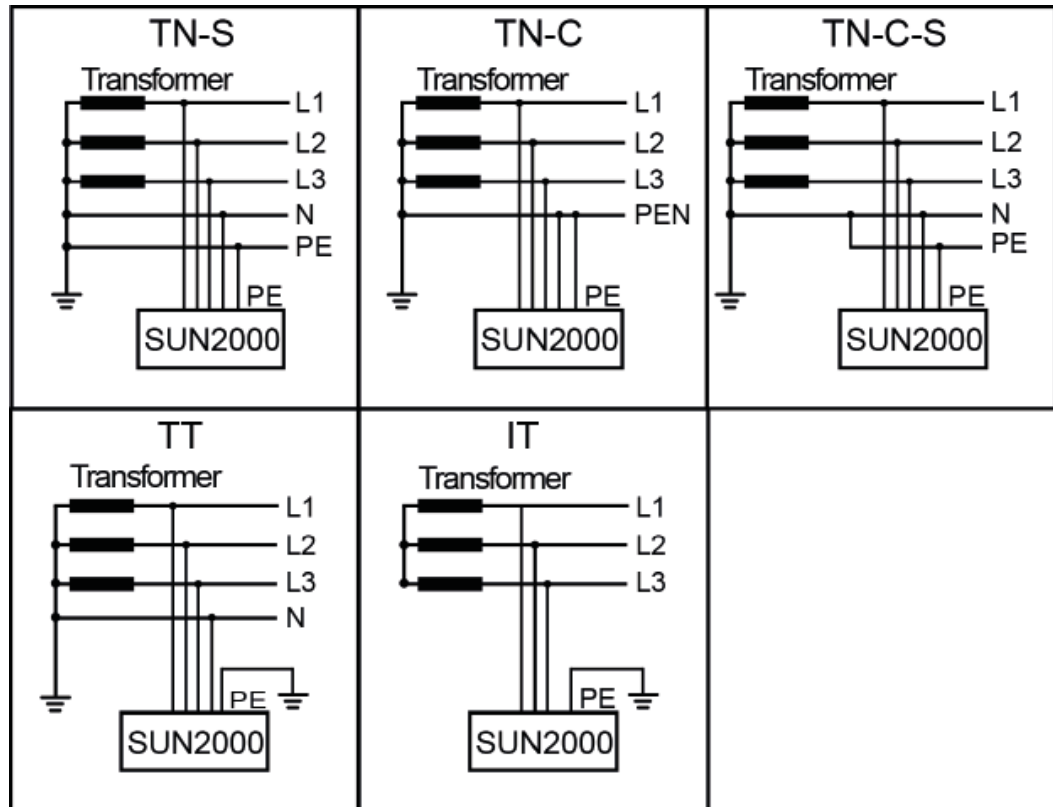 TN-S
Transformer
L1
L2
L3
N
PE
PE
SUN2000
TN-C
Transformer
L1
L2
L3
PEN
PE
SUN2000
TN-C-S
Transformer
L1
L2
L3
N
PE
PE
SUN2000
TT
Transformer
L1
L2
L3
N
PE
SUN2000
IT
Transformer
L1
L2
L3
PE
SUN2000